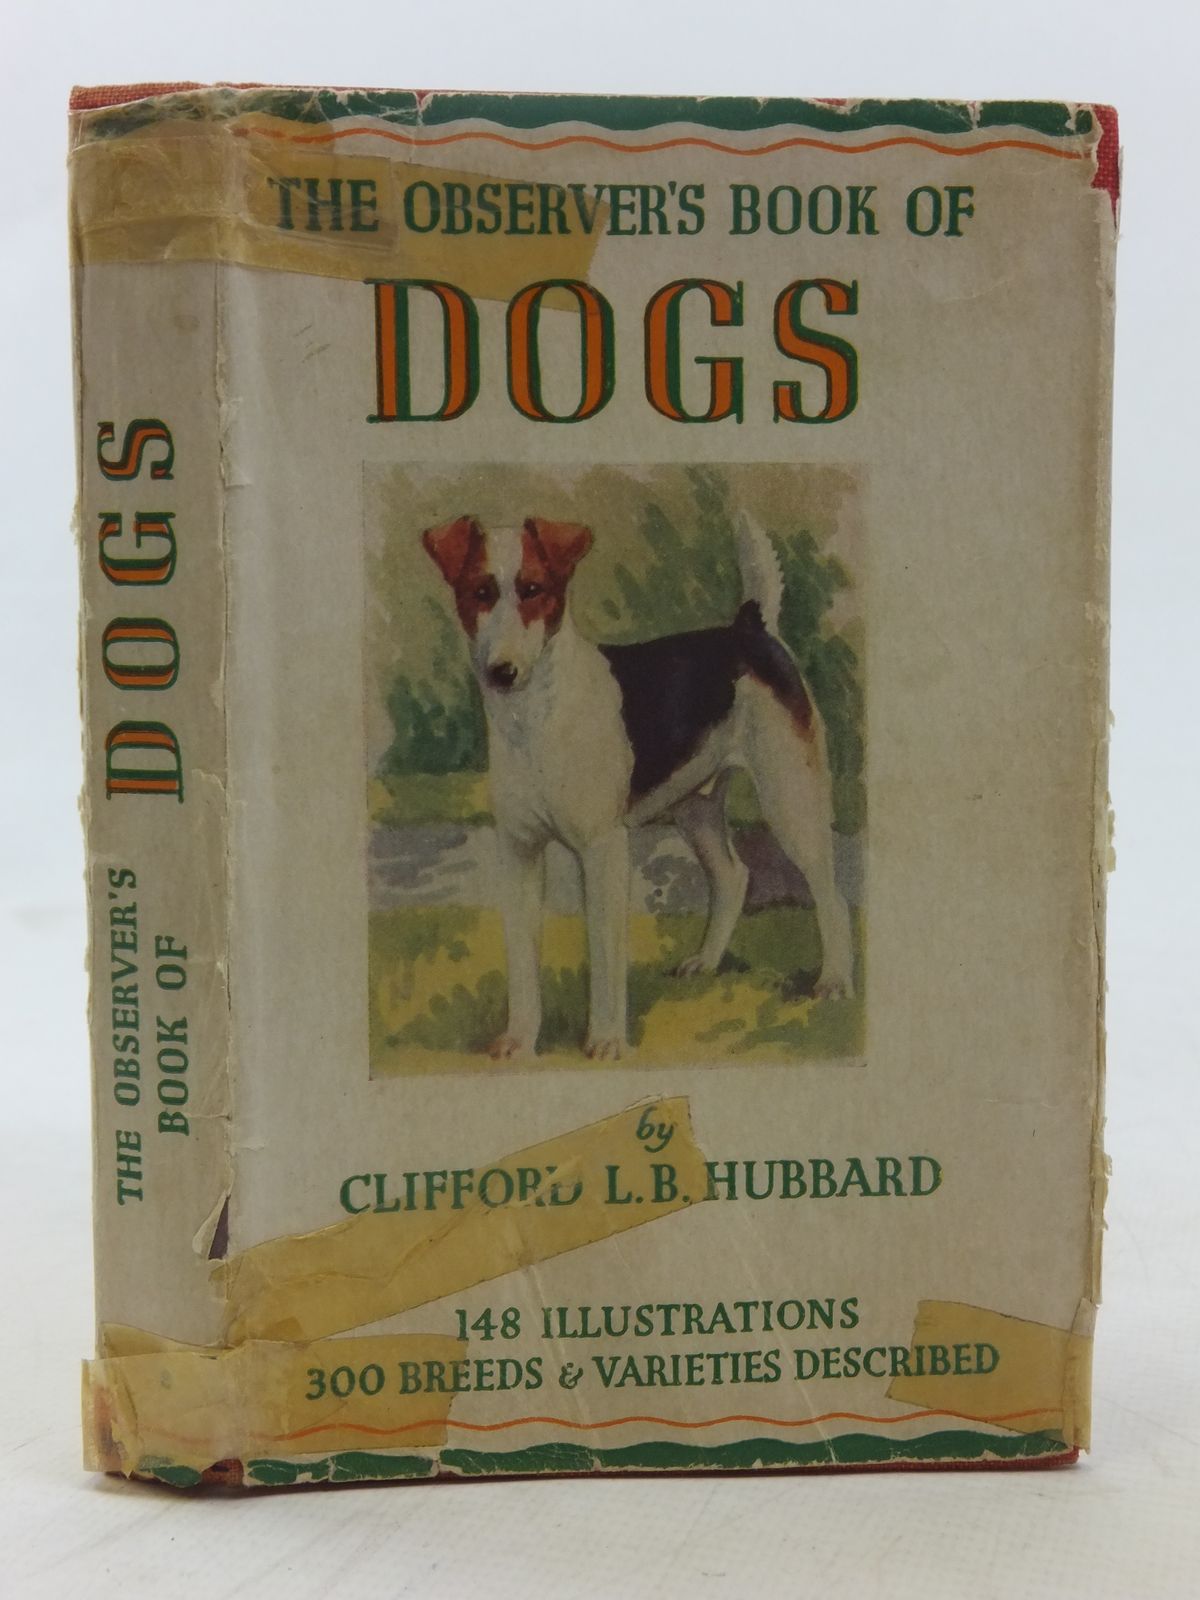 THE OBSERVER'S BOOK OF
DOGS
by
CLIFFORD L.B. HUBBARD
148 ILLUSTRATIONS
300 BREEDS & VARIETIES DESCRIBED
THE OBSERVER'S
BOOK OF
DOGS